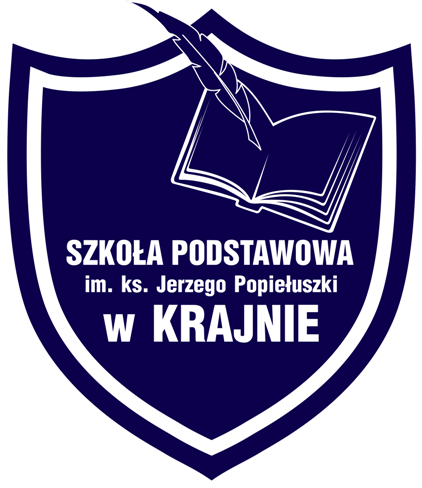 SZKOŁA PODSTAWOWA
im. ks. Jerzego Popiełuszki
w KRAJNIE